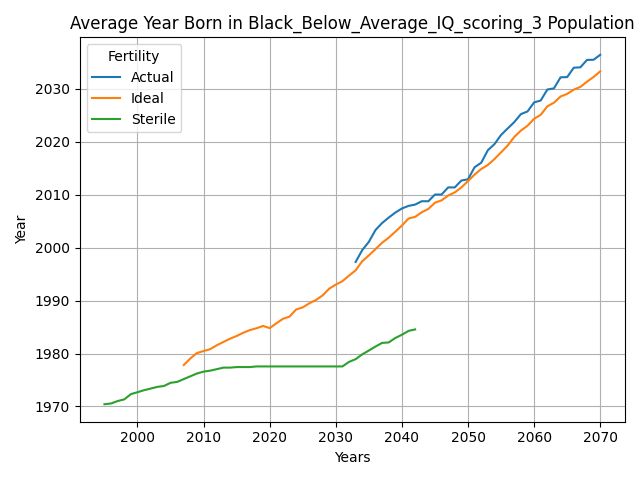 Average Year Born in Black_Below_Average_IQ_scoring_3 Population
Fertility
Actual
Ideal
Sterile
2030
2020
2010
2000
1990
1980
1970
Year
2000 2010 2020 2030 2040 2050 2060 2070
Years